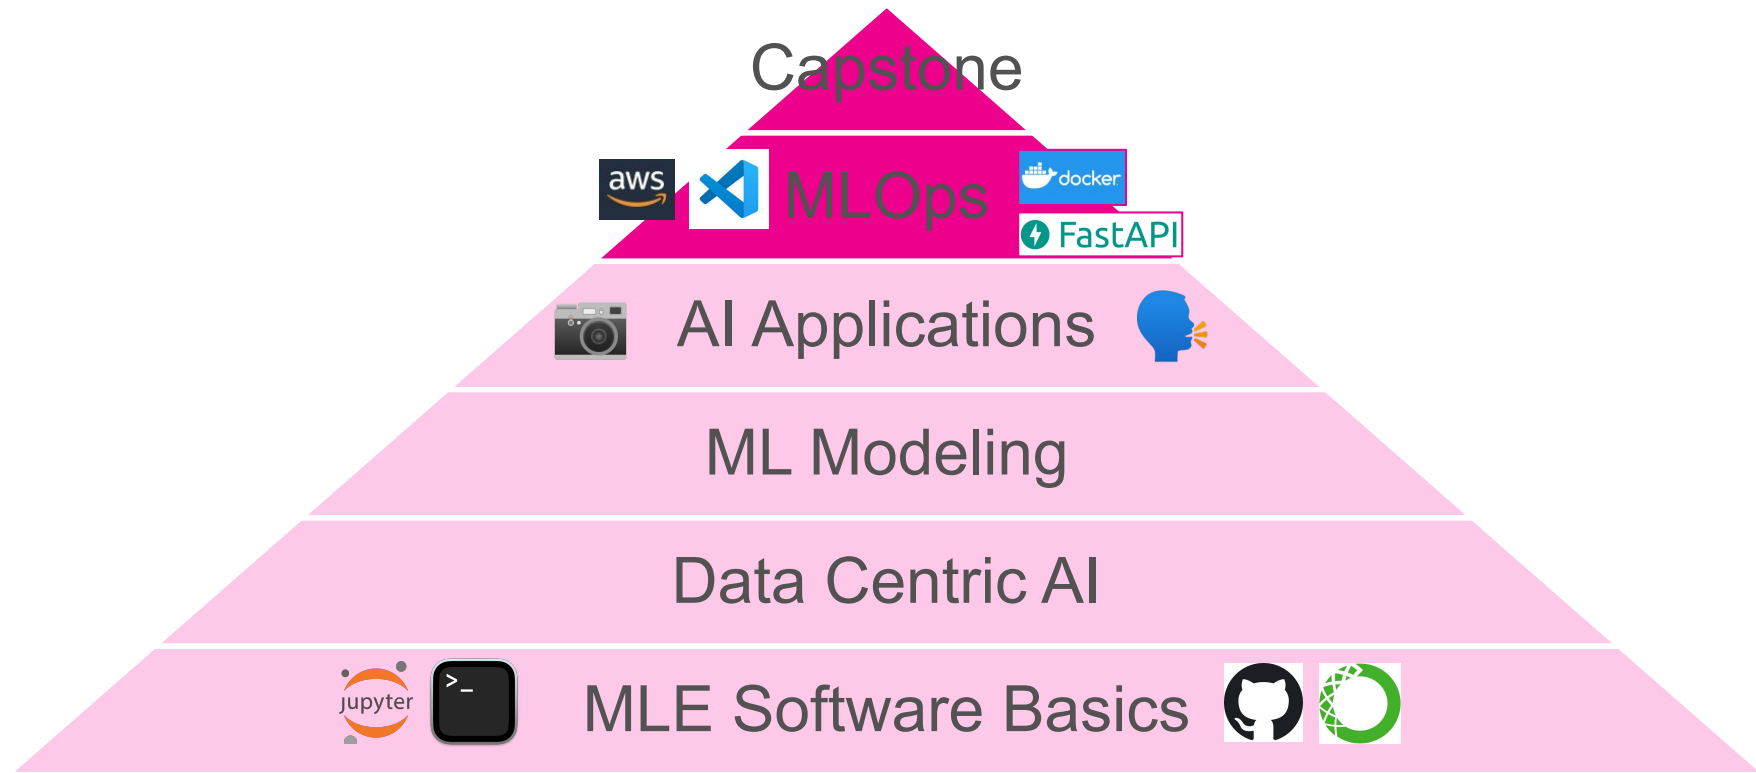 Capstone
aws
MLOps
docker
FastAPI
AI Applications
ML Modeling
Data Centric AI
jupyter
>_
MLE Software Basics